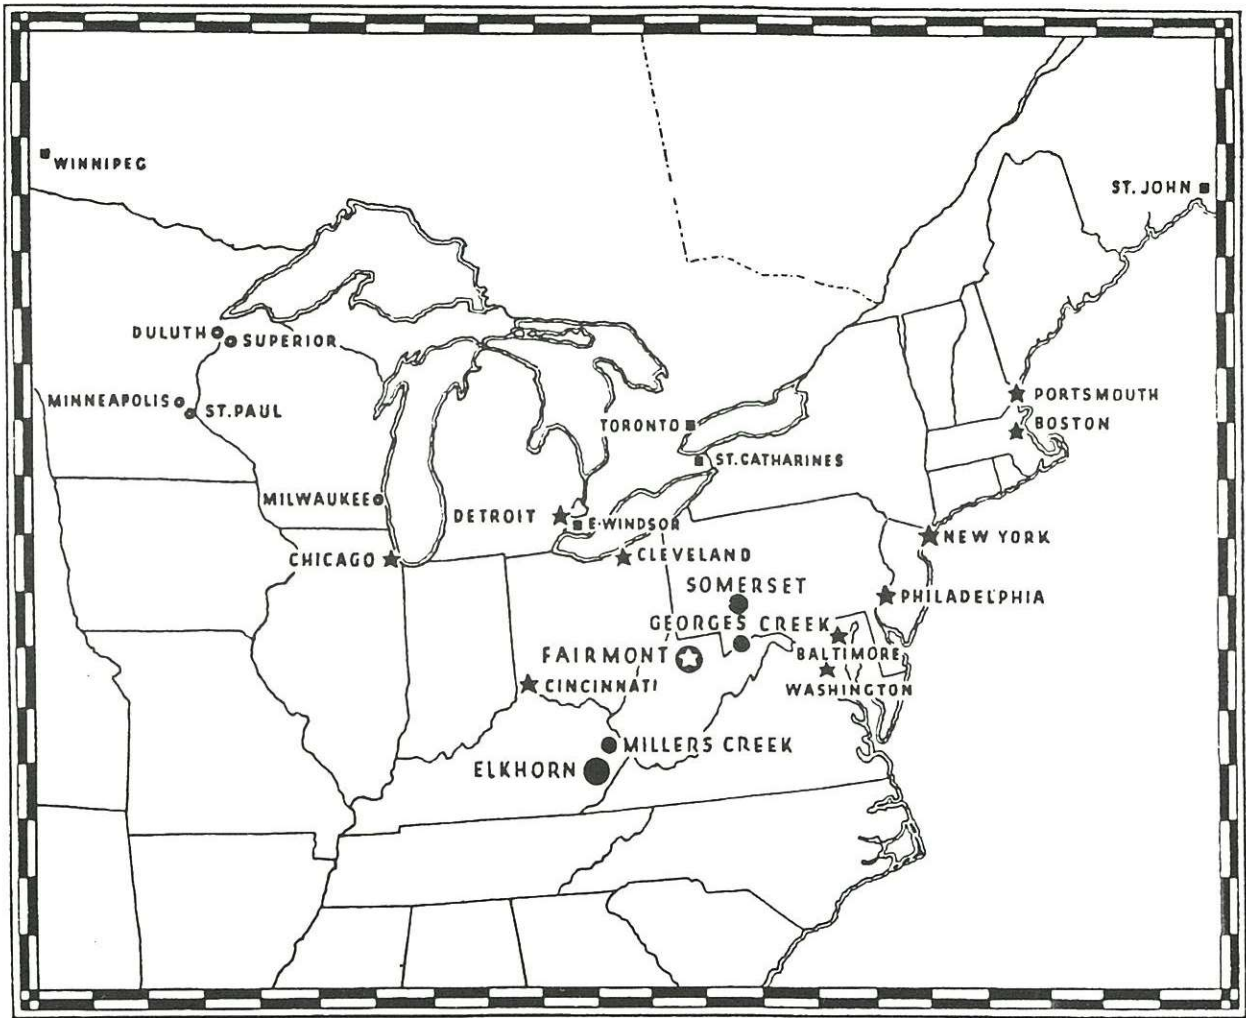 WINNIPEG
ST. JOHN
DULUTH
SUPERIOR
MINNEAPOLIS
ST. PAUL
PORTSMOUTH
BOSTON
TORONTO
ST. CATHARINES
MILWAUKEE
DETROIT
E. WINDSOR
NEW YORK
CHICAGO
CLEVELAND
SOMERSET
PHILADELPHIA
GEORGES CREEK
FAIRMONT
BALTIMORE
CINCINNATI
WASHINGTON
MILLERS CREEK
ELKHORN